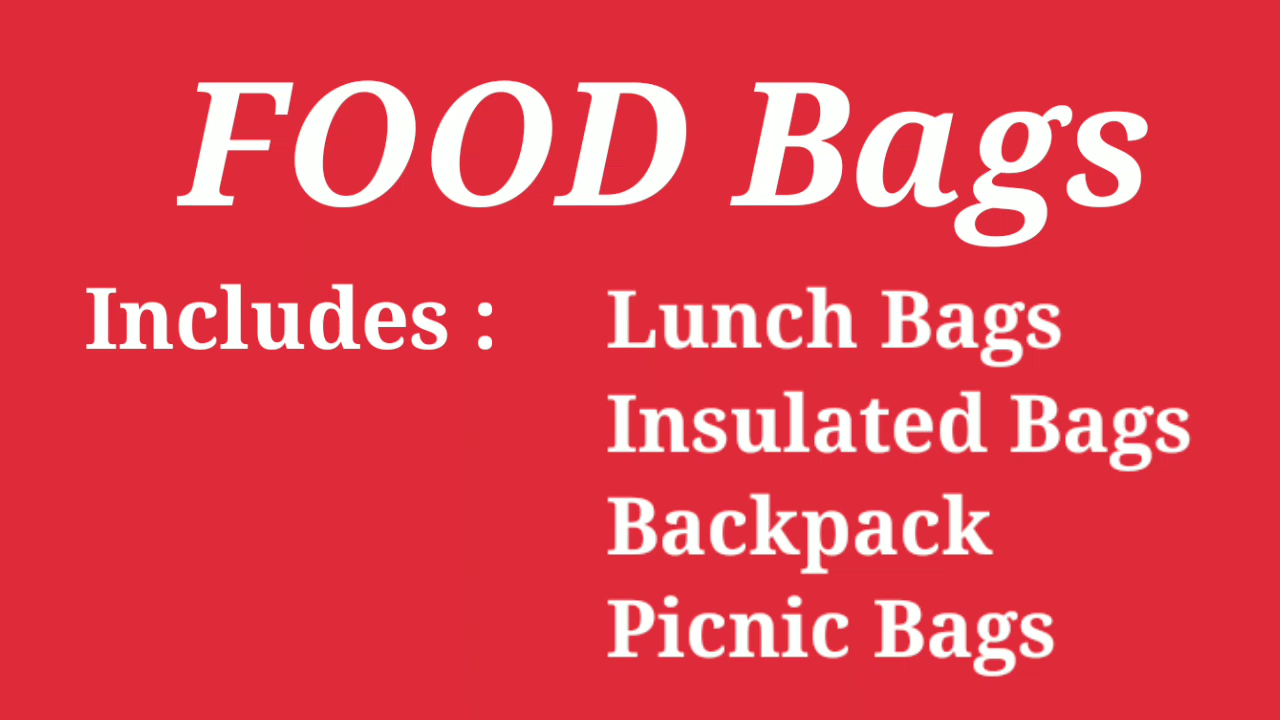 FOOD Bags
Includes : Lunch Bags
Insulated Bags
Backpack
Picnic Bags